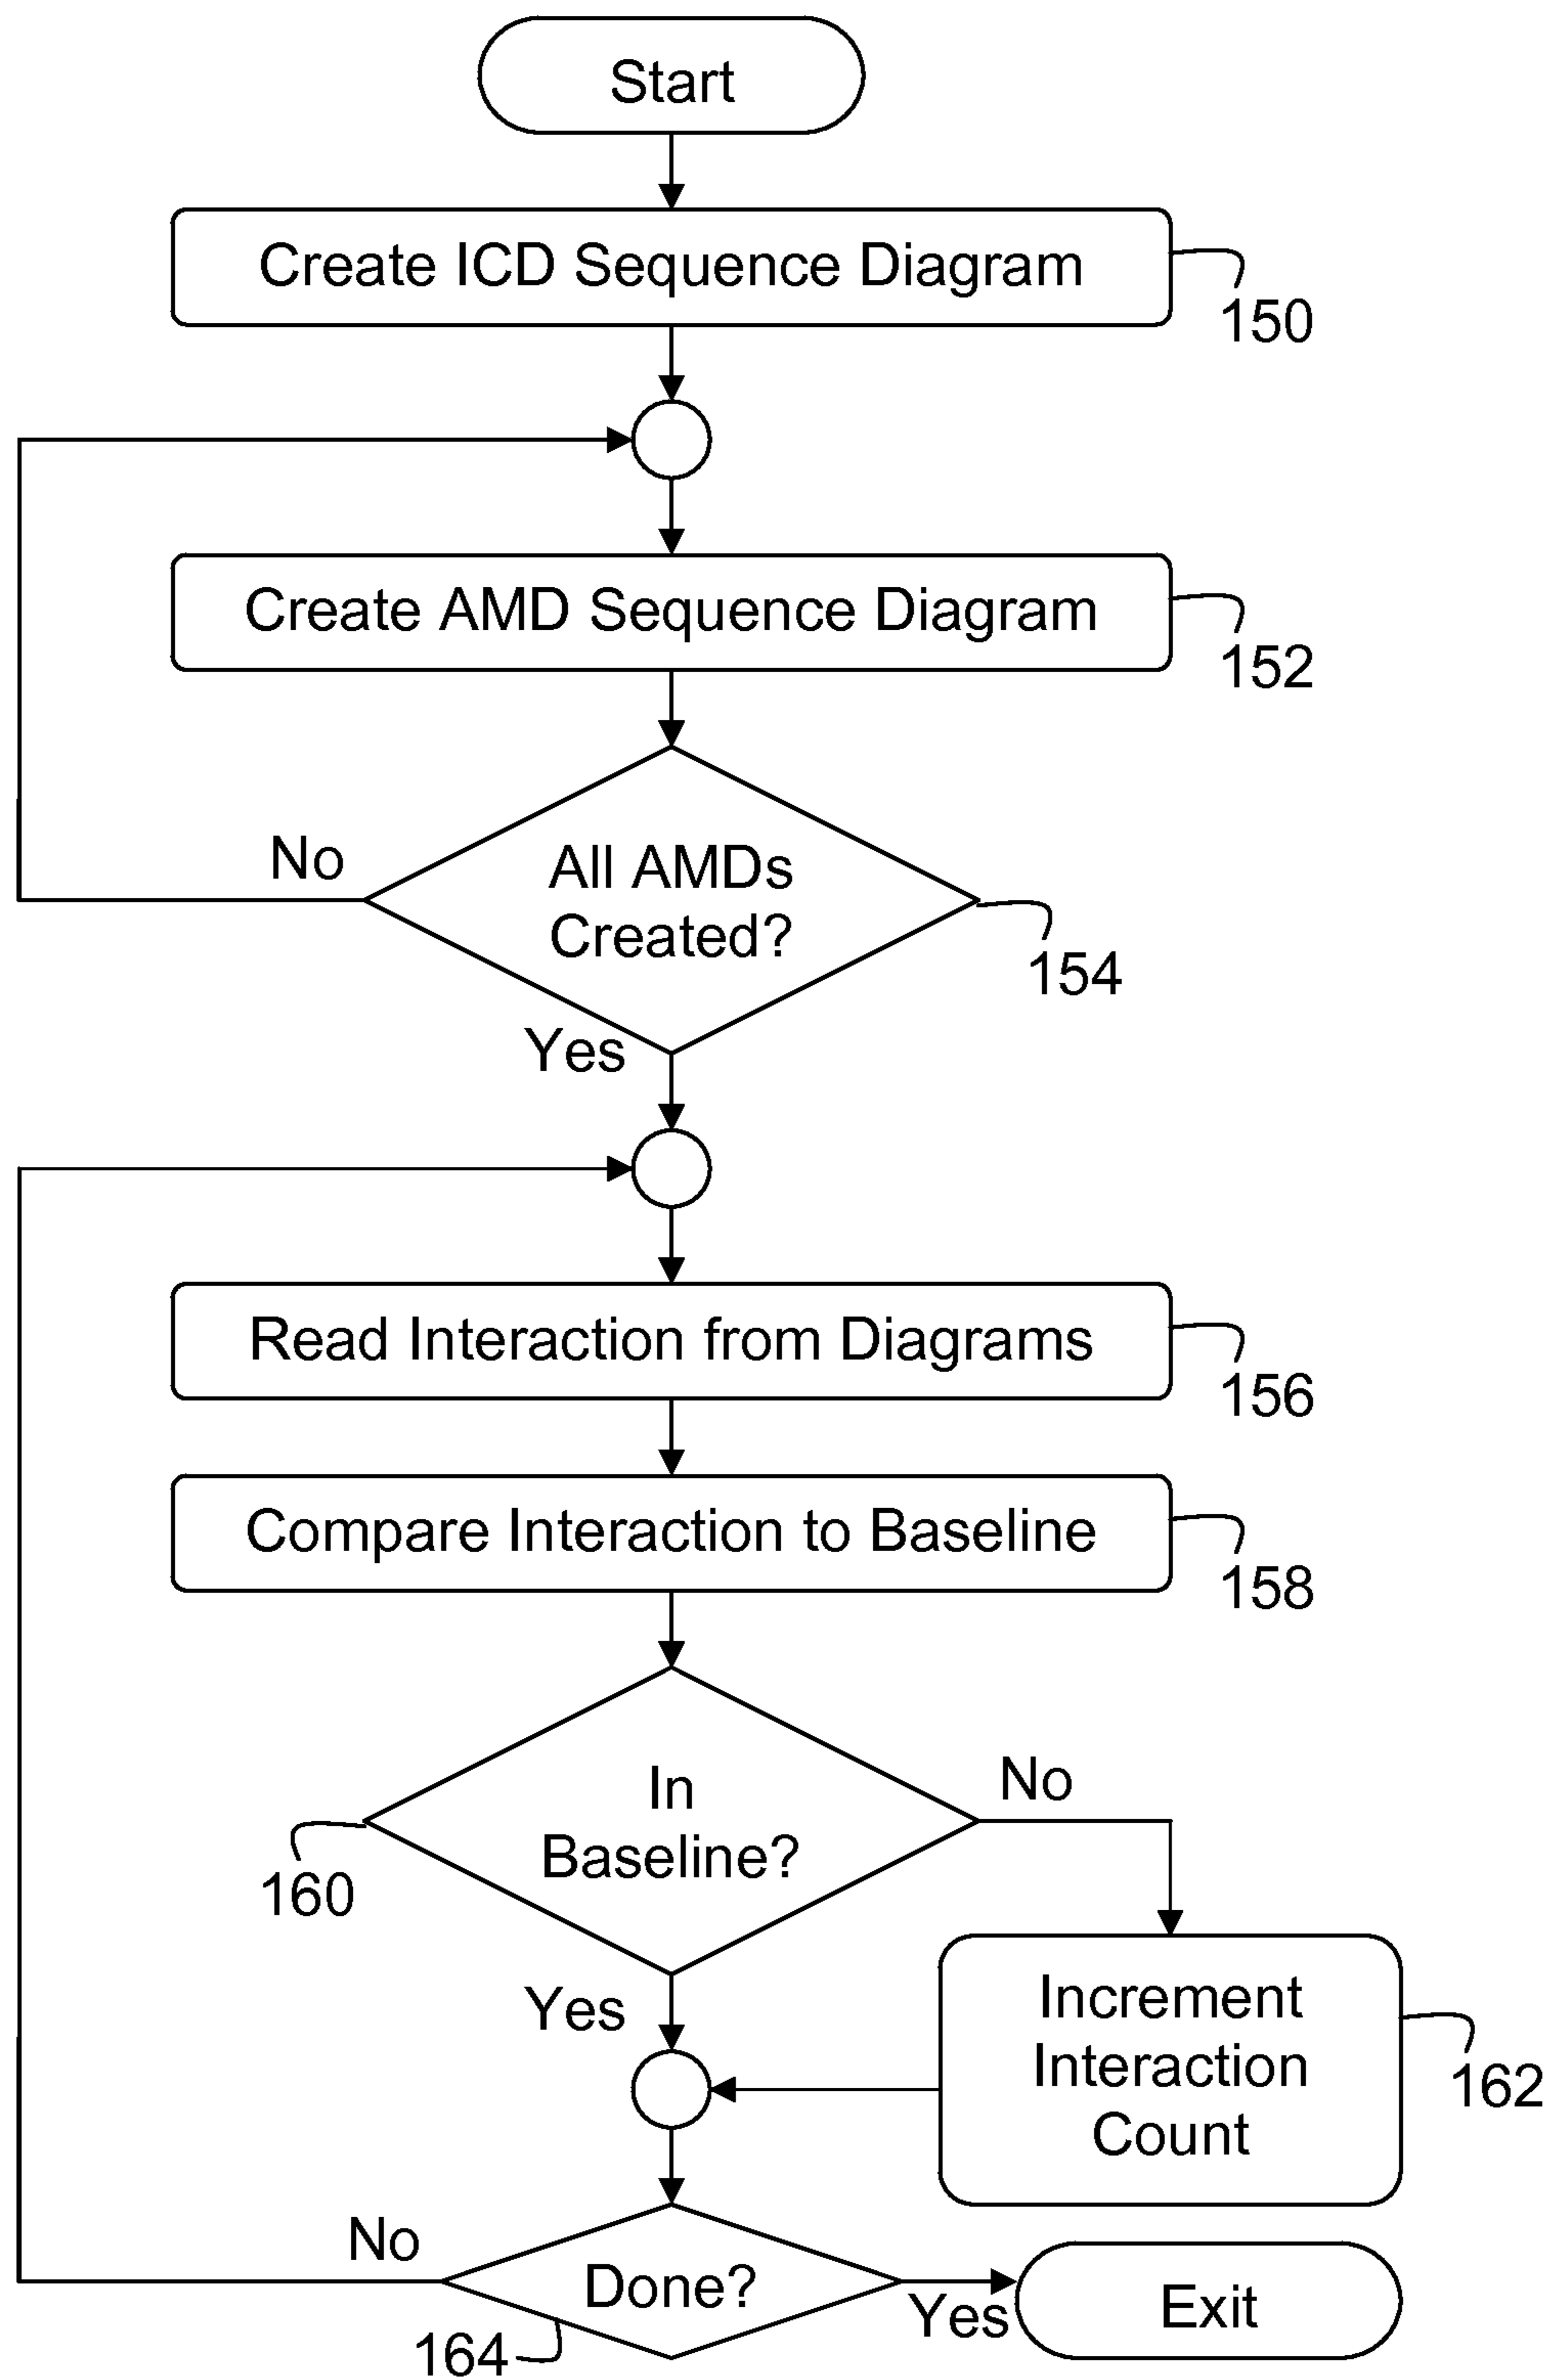 Start
Create ICD Sequence Diagram
150
Create AMD Sequence Diagram
152
No
All AMDs
Created?
154
Yes
Read Interaction from Diagrams
156
Compare Interaction to Baseline
158
In
Baseline?
No
160
Yes
Increment
Interaction
Count
162
No
Done?
Yes
Exit
164